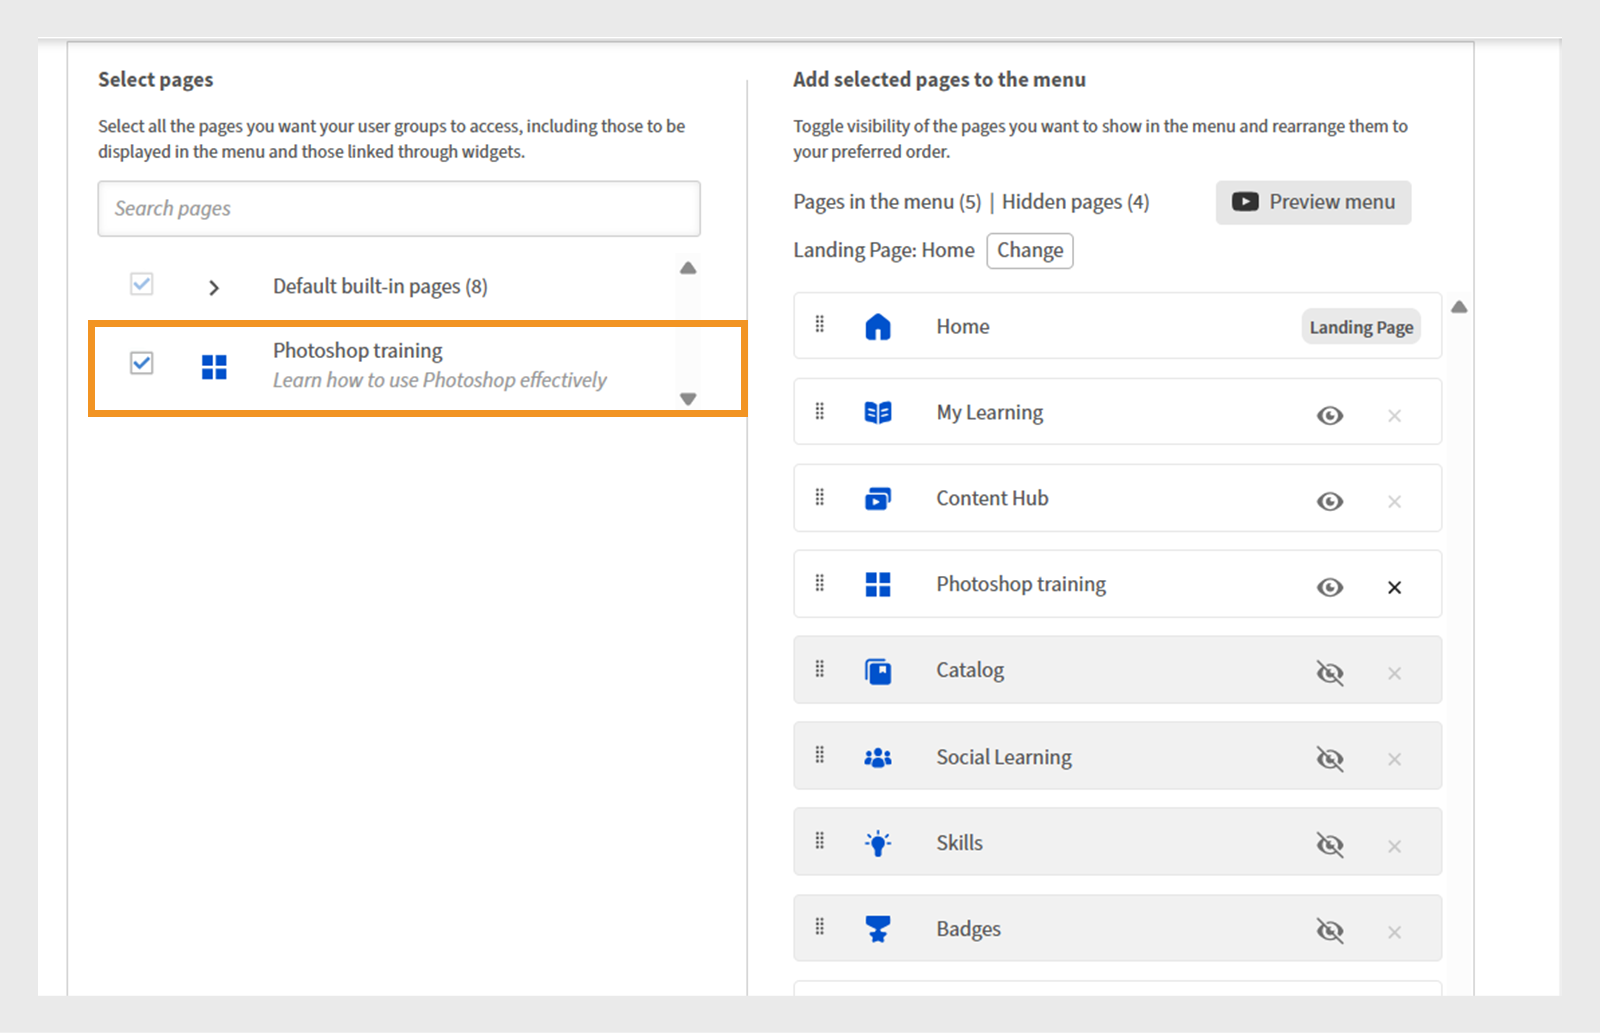 Select pages
Select all the pages you want your user groups to access, including those to be
displayed in the menu and those linked through widgets.
Search pages
Default built-in pages (8)
Photoshop training
Learn how to use Photoshop effectively
Add selected pages to the menu
Toggle visibility of the pages you want to show in the menu and rearrange them to
your preferred order.
Pages in the menu (5) | Hidden pages (4)
Preview menu
Landing Page: Home
Change
Home
Landing Page
My Learning
Content Hub
Photoshop training
Catalog
Social Learning
Skills
Badges